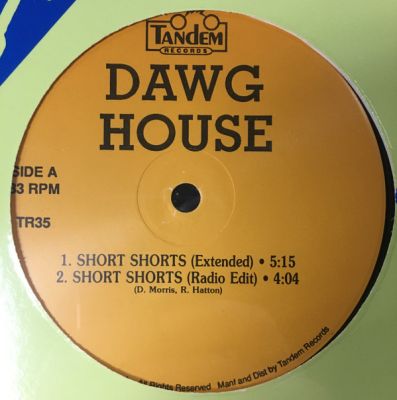 TANDEM
RECORDS
DAWG
HOUSE
SIDE A
33 RPM
TR35
1. SHORT SHORTS (Extended) • 5:15
2. SHORT SHORTS (Radio Edit) • 4:04
(D. Morris, R. Hatton)
All Rights Reserved Manf and Dist by Tandem Records